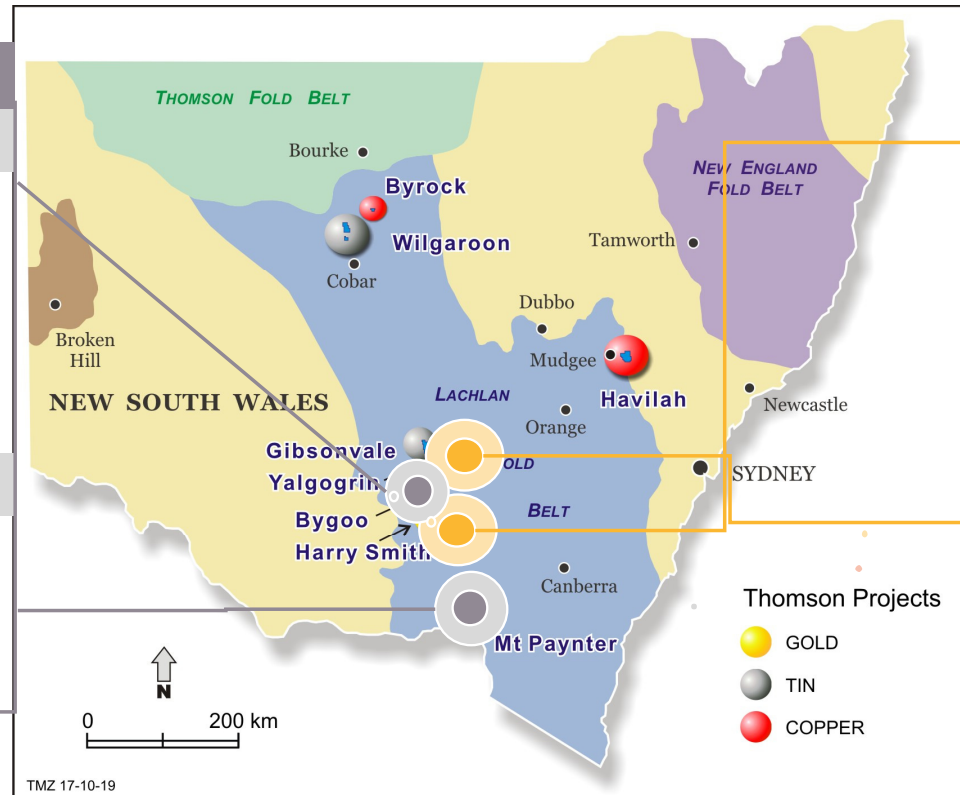 THOMSON FOLD BELT
Bourke
Byrock
NEW ENGLAND
FOLD BELT
Wilgaroon
Tamworth
Cobar
Dubbo
Broken
Hill
Mudgee
NEW SOUTH WALES
LACHLAN
Havilah
Newcastle
Orange
Gibsonvale
OLD
SYDNEY
Yalgogrin
Bygoo
BELT
Harry Smith
Canberra
Thomson Projects
Mt Paynter
GOLD
TIN
COPPER
N
0 200 km
TMZ 17-10-19